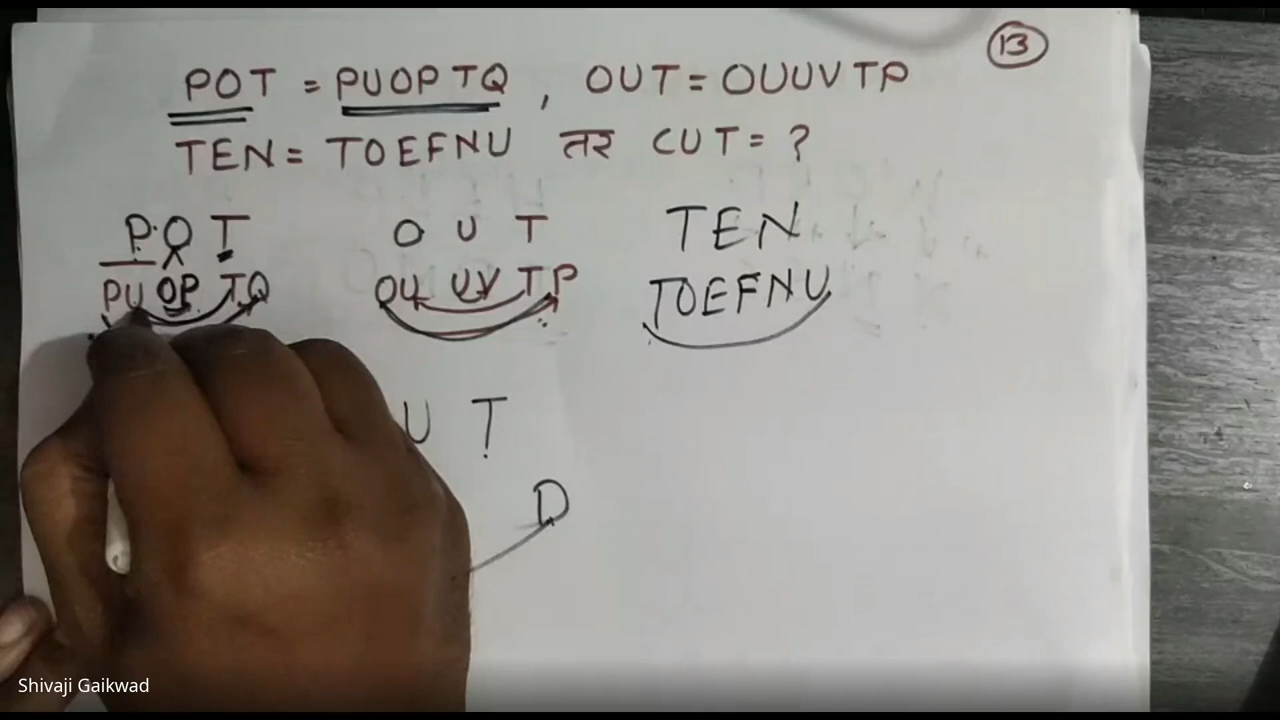 13
POT = PUOPTQ, OUT = OUUVTP
TEN = TOEFNU तर CUT = ?
POT OUT TEN
PUOPTQ OUUVTP TOEFNU
UT
D
Shivaji Gaikwad